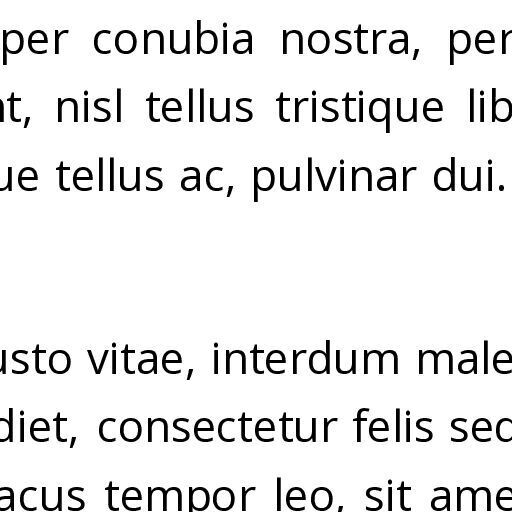 per conubia nostra, per
nt, nisl tellus tristique lib
ue tellus ac, pulvinar dui.
usto vitae, interdum male
diet, consectetur felis sed
acus tempor leo, sit ame